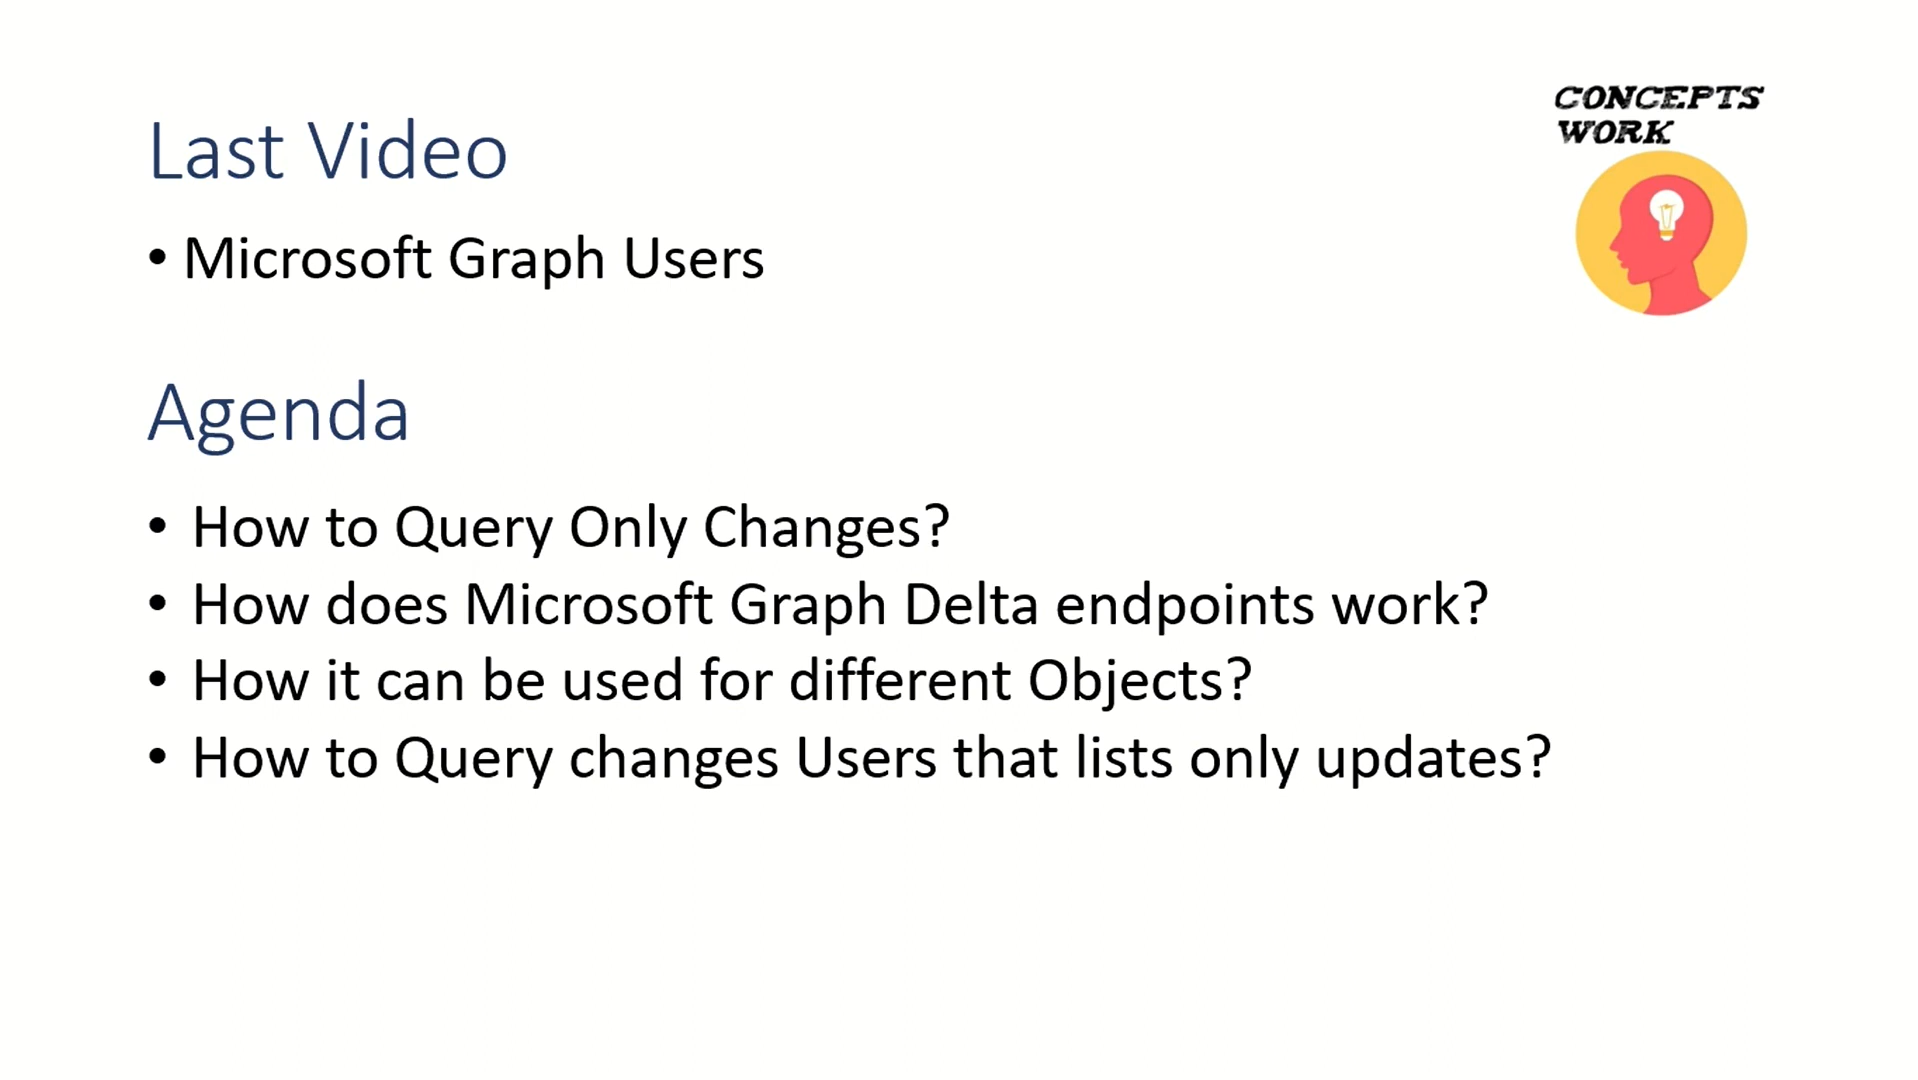 CONCEPTS
WORK
Last Video
• Microsoft Graph Users
Agenda
• How to Query Only Changes?
• How does Microsoft Graph Delta endpoints work?
• How it can be used for different Objects?
• How to Query changes Users that lists only updates?